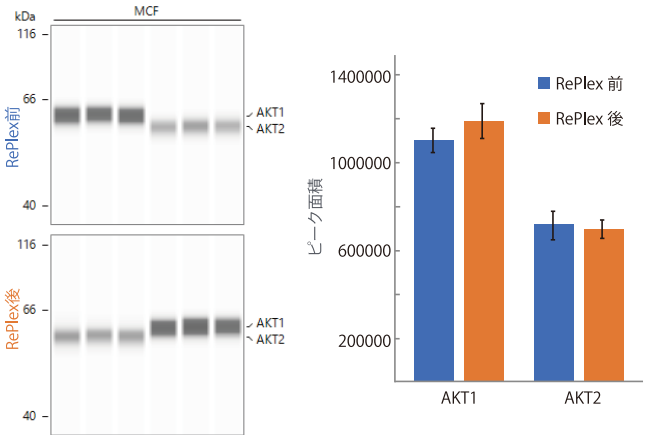 MCF
kDa
116
66
40
AKT1
AKT2
RePlex前
116
66
40
AKT1
AKT2
RePlex後
1400000
1000000
600000
200000
ピーク面積
RePlex 前
RePlex 後
AKT1
AKT2